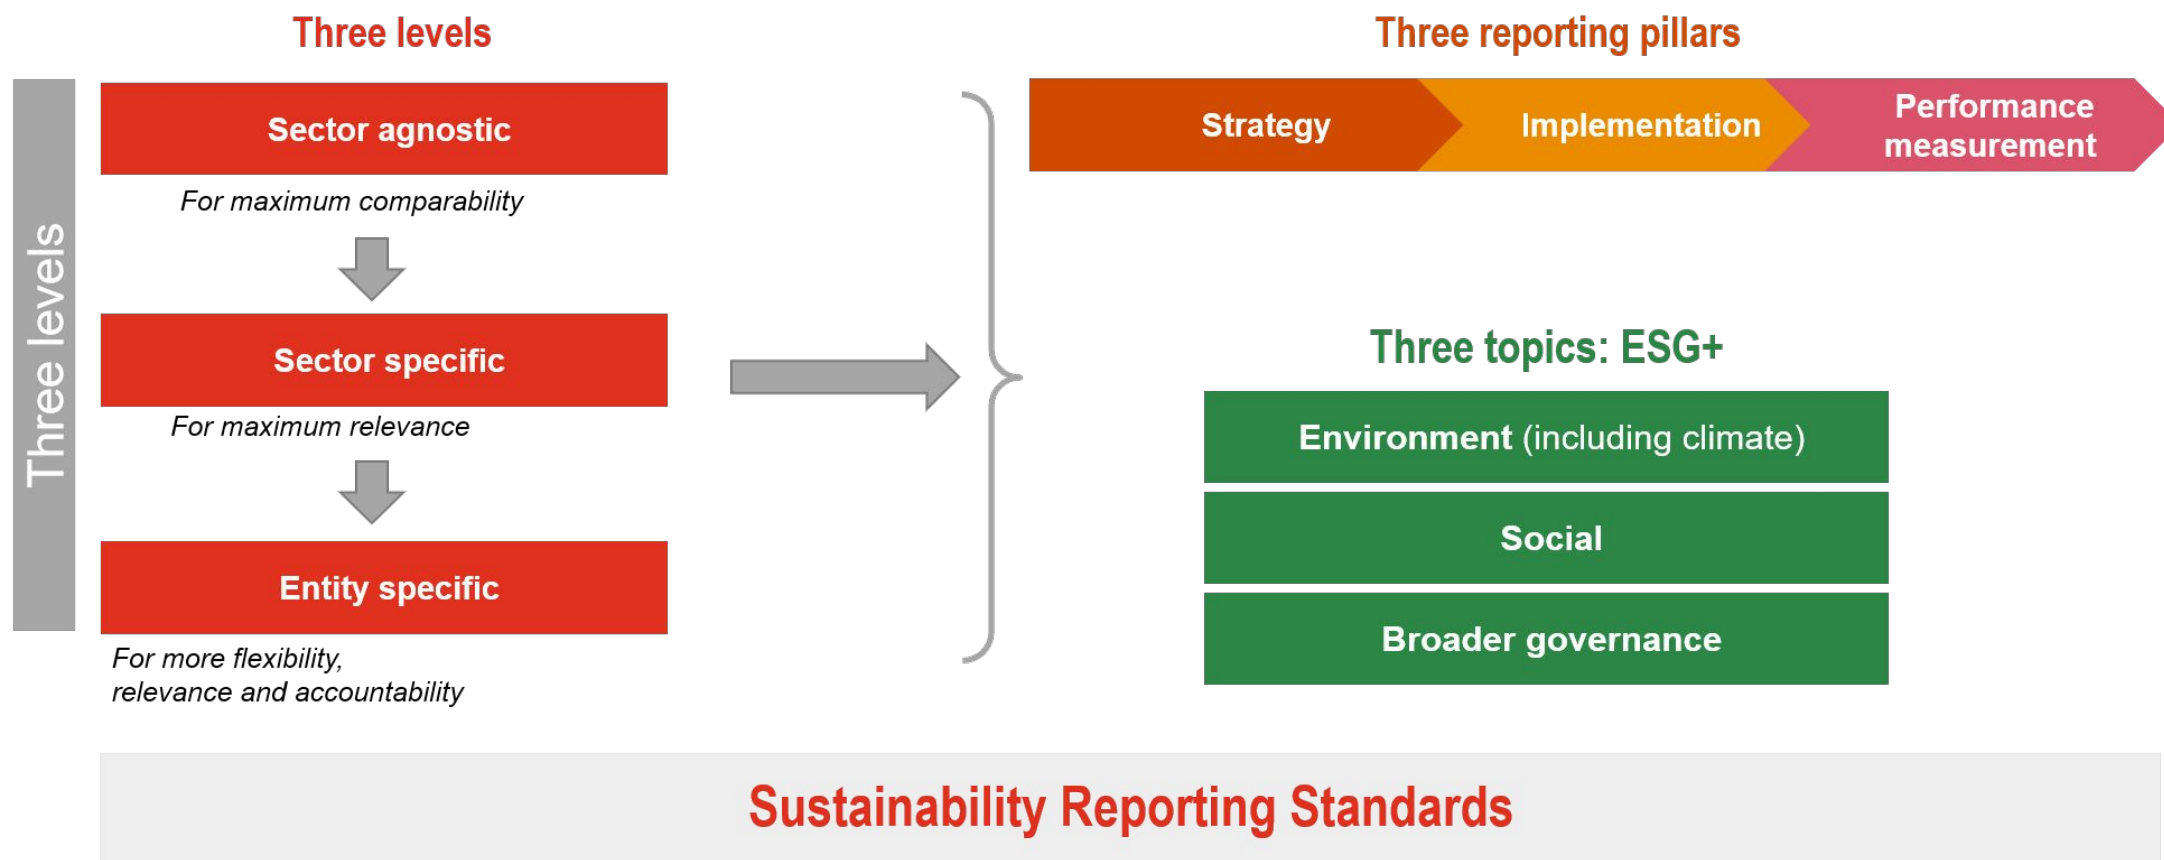 Three levels
Three levels
Sector agnostic
For maximum comparability
Sector specific
For maximum relevance
Entity specific
For more flexibility,
relevance and accountability
Three reporting pillars
Strategy
Implementation
Performance
measurement
Three topics: ESG+
Environment (including climate)
Social
Broader governance
Sustainability Reporting Standards